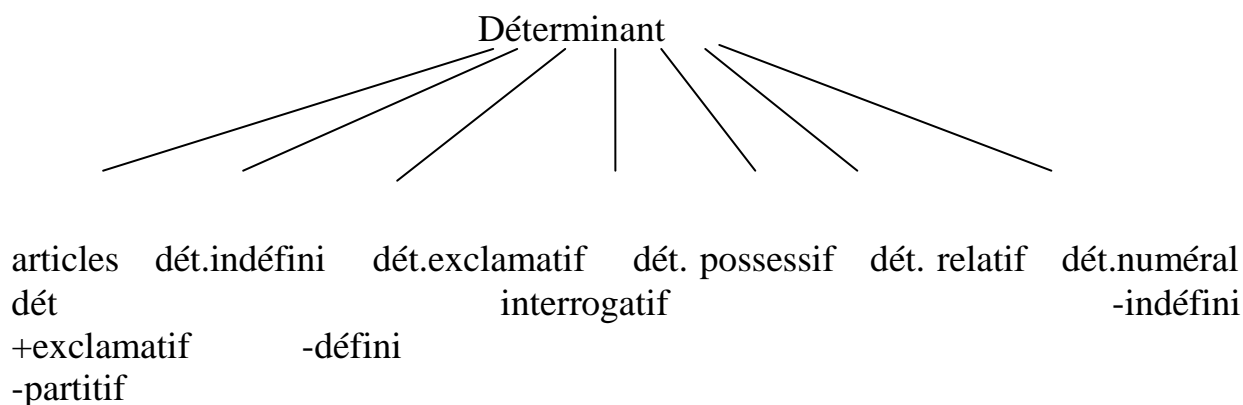 Déterminant
articles dét.indéfini dét.exclamatif dét. possessif dét. relatif dét.numéral
dét interrogatif -indéfini
+exclamatif -défini
-partitif